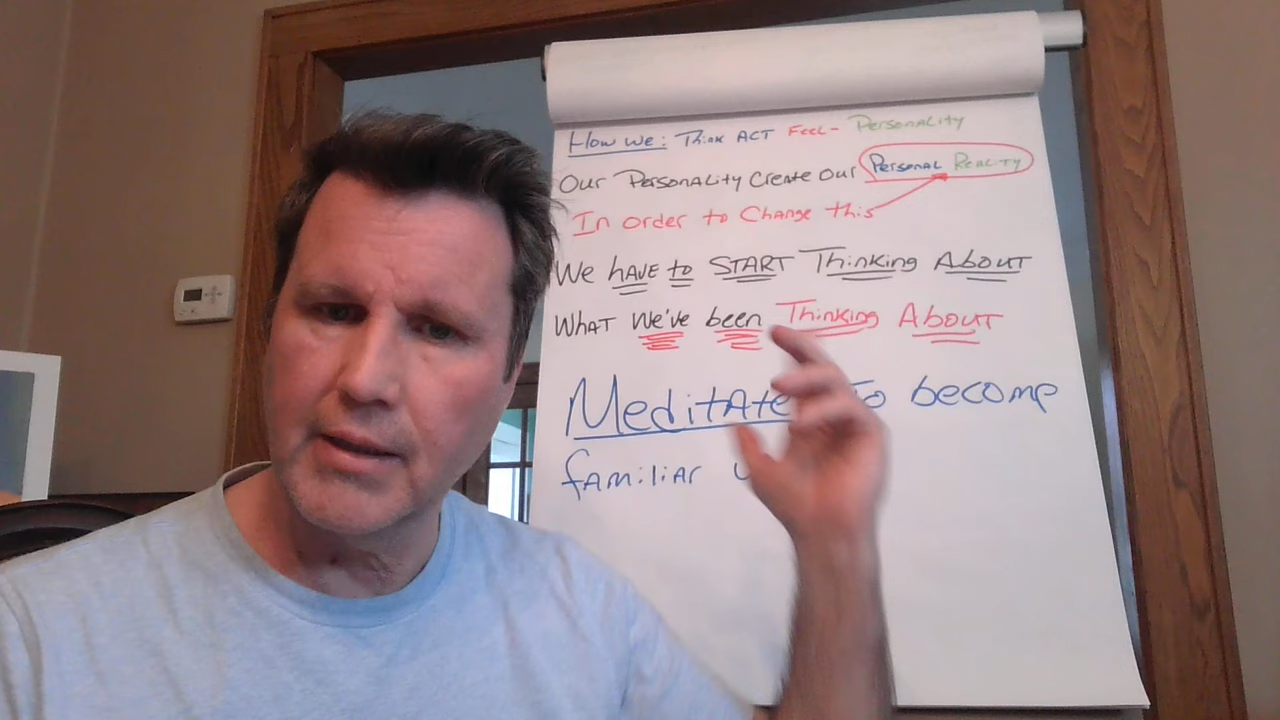 How we: Think ACT Feel - Personality
Our Personality Create Our Personal Reality
In order to Change this
We HAVE to START Thinking About
WHAT We've been Thinking About
MeditAte To become
fAmiliar